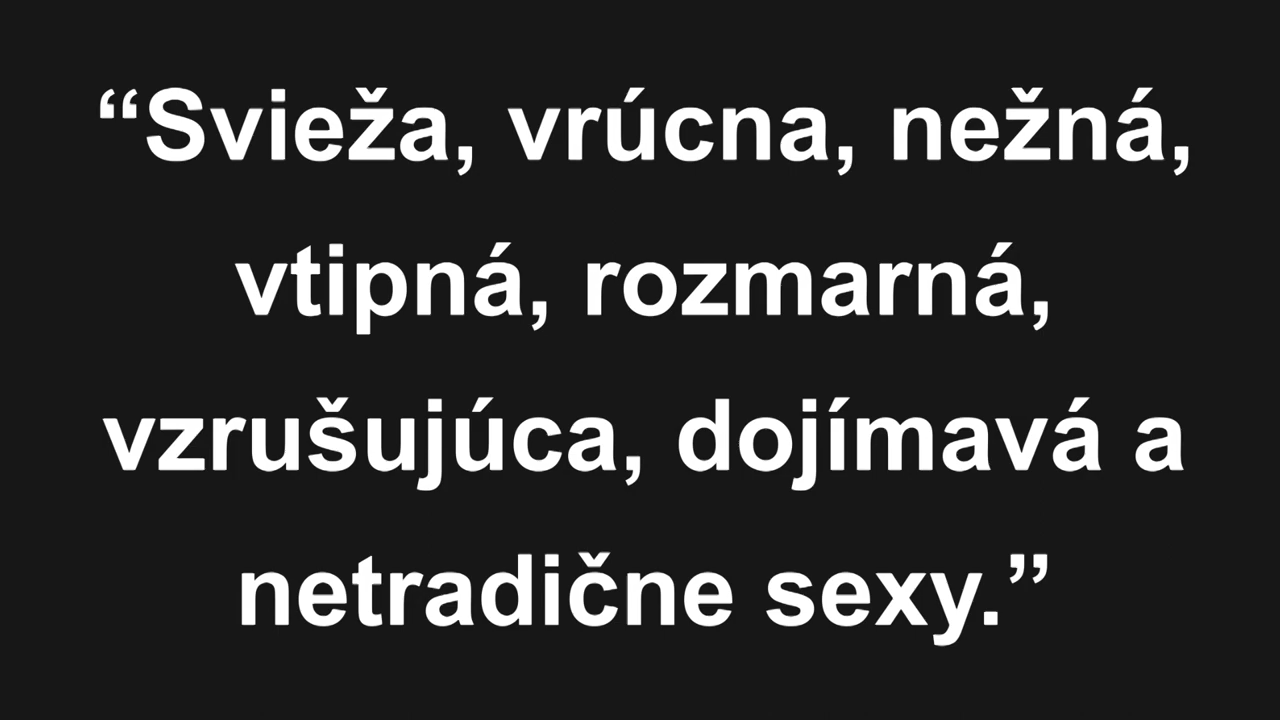 “Svieža, vrúcna, nežná,
vtipná, rozmarná,
vzrušujúca, dojímavá a
netradične sexy.”